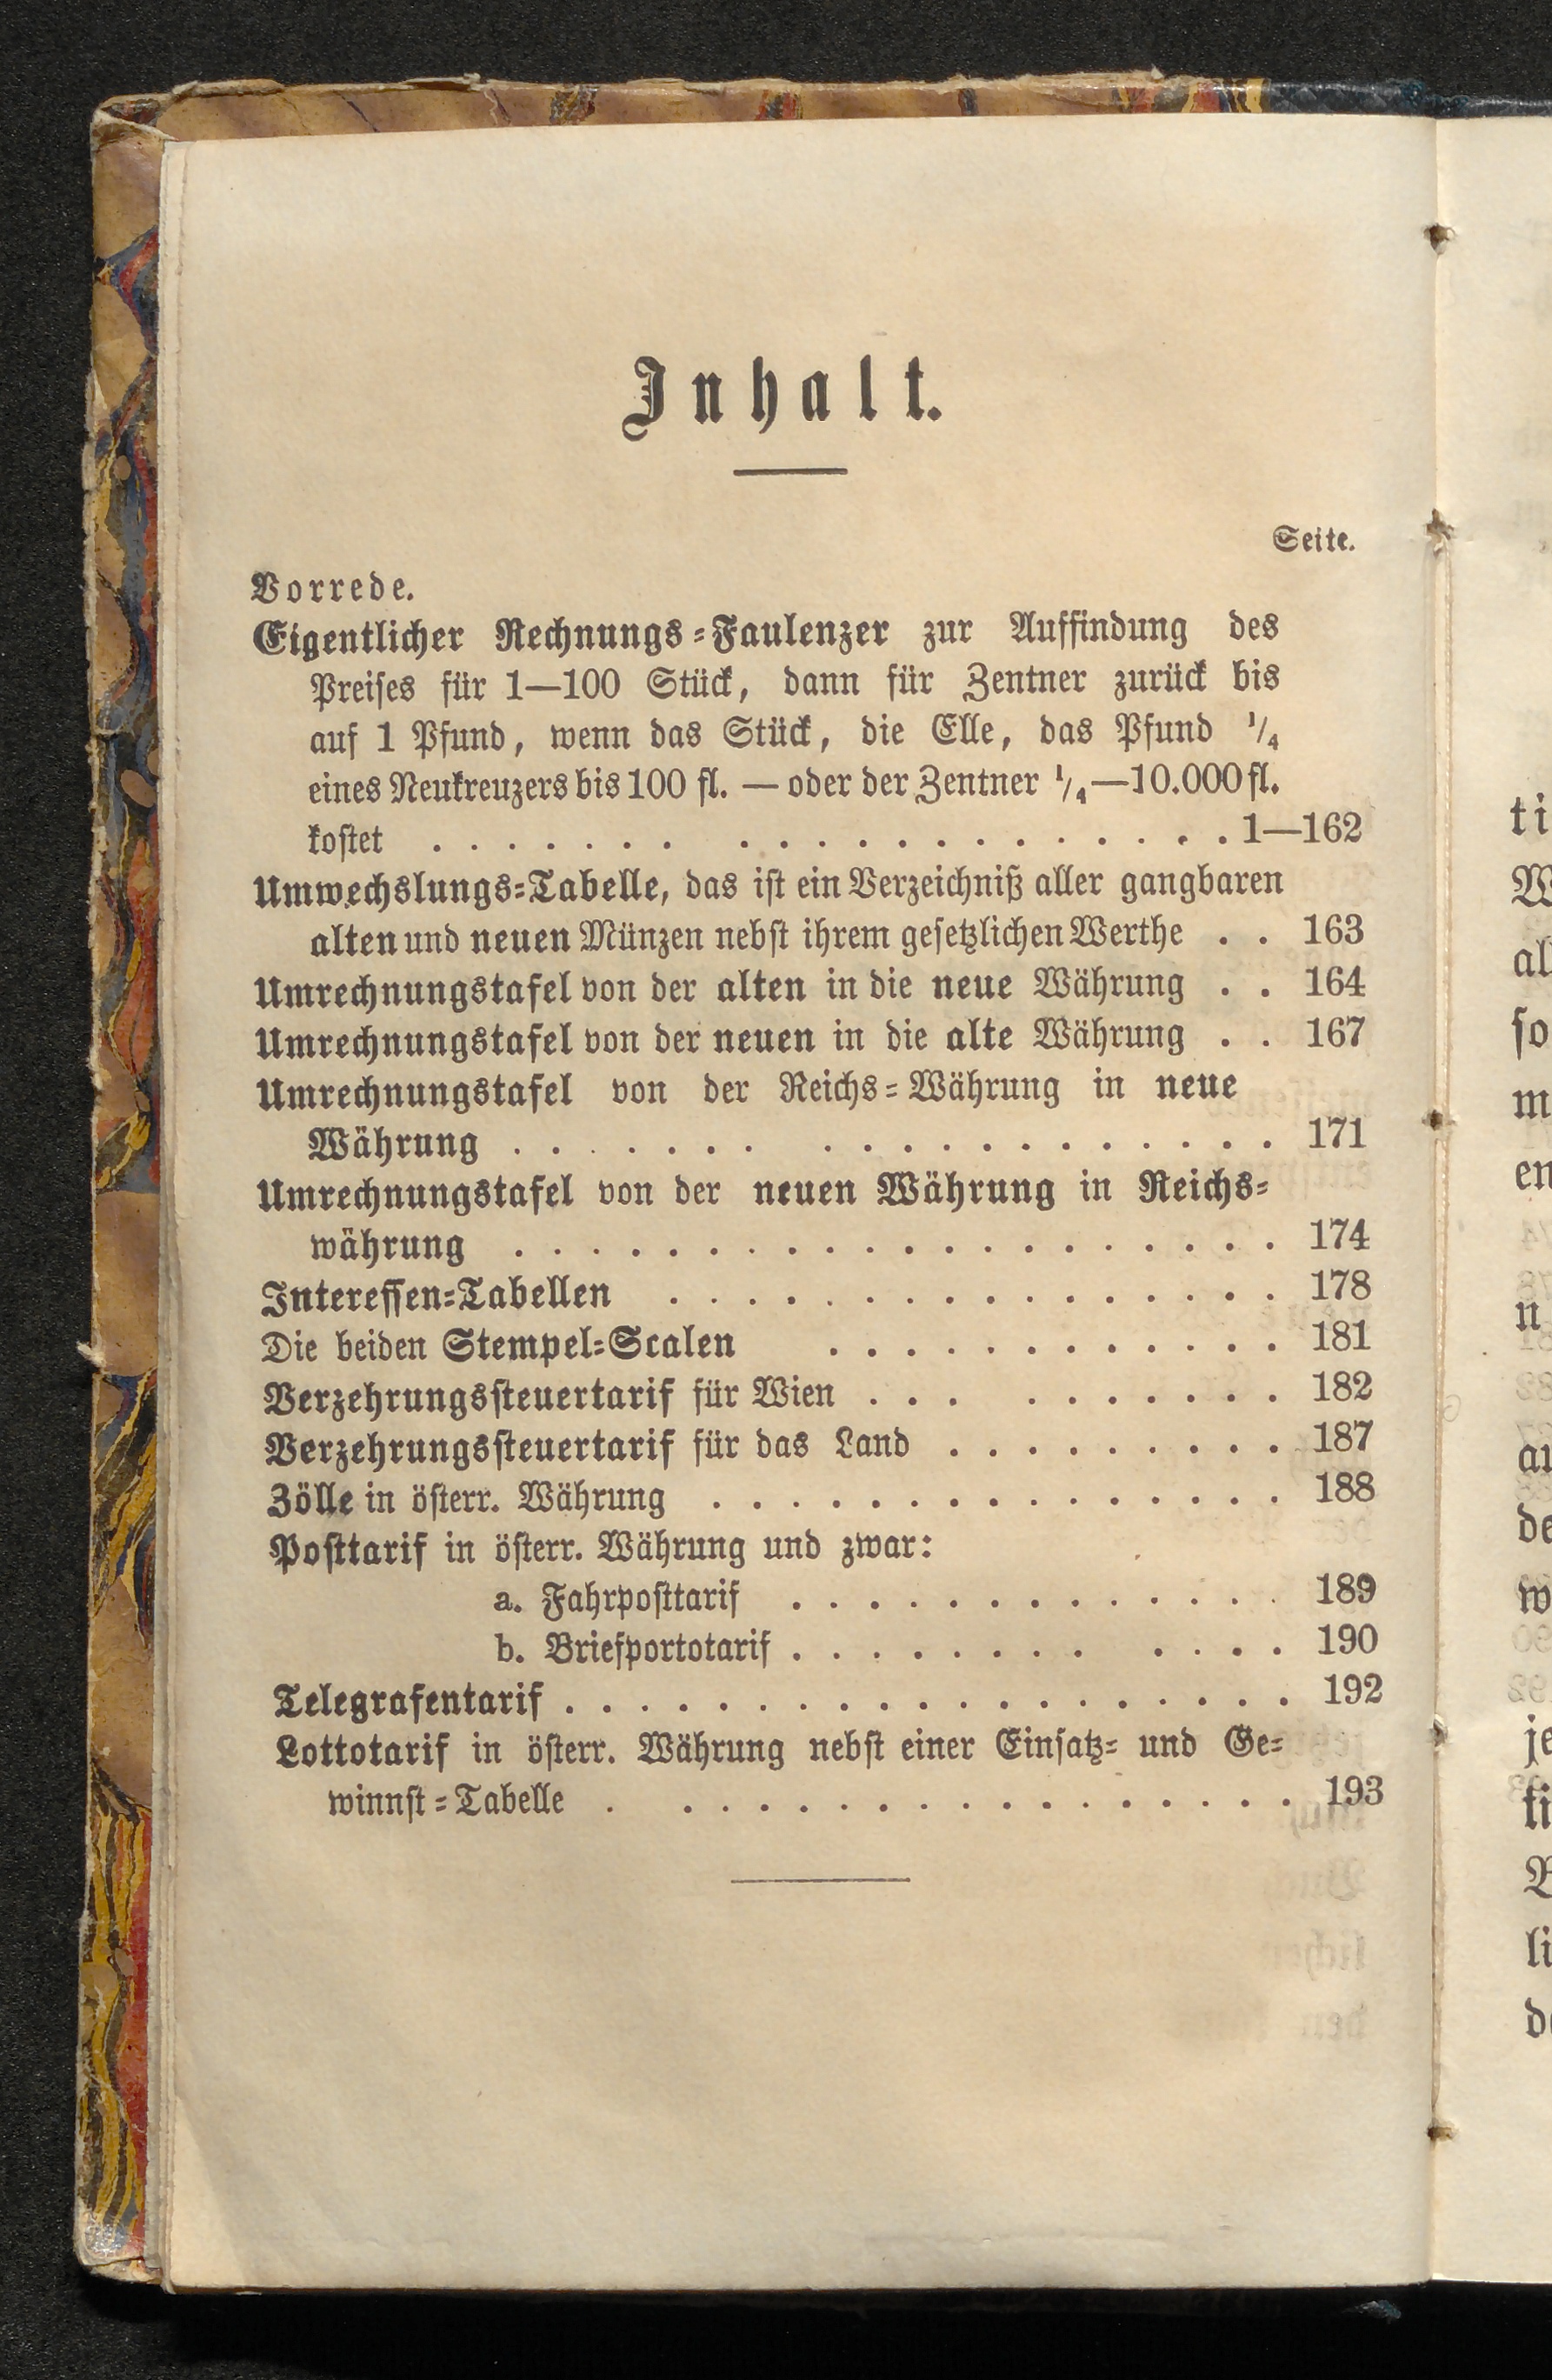 Inhalt.
Seite.
Vorrede.
Eigentlicher Rechnungs=Faulenzer zur Auffindung des
Preises für 1—100 Stück, dann für Zentner zurück bis
auf 1 Pfund, wenn das Stück, die Elle, das Pfund 1/4
eines Neukreuzers bis 100 fl. — oder der Zentner 1/4—10.000 fl.
kostet . . . . . . . . . . . . . . . . . . . . 1—162
Umwechslungs=Tabelle, das ist ein Verzeichniß aller gangbaren
alten und neuen Münzen nebst ihrem gesetzlichen Werthe . . 163
Umrechnungstafel von der alten in die neue Währung . . 164
Umrechnungstafel von der neuen in die alte Währung . . 167
Umrechnungstafel von der Reichs=Währung in neue
Währung . . . . . . . . . . . . . . . . . . . 171
Umrechnungstafel von der neuen Währung in Reichs=
währung . . . . . . . . . . . . . . . . . . . . 174
Interessen=Tabellen . . . . . . . . . . . . . . . . 178
Die beiden Stempel=Scalen . . . . . . . . . . . . 181
Verzehrungssteuertarif für Wien . . . . . . . . . 182
Verzehrungssteuertarif für das Land . . . . . . . . . 187
Zölle in österr. Währung . . . . . . . . . . . . . . . 188
Posttarif in österr. Währung und zwar:
a. Fahrposttarif . . . . . . . . . . . . . 189
b. Briefportotarif . . . . . . . . . . . . 190
Telegrafentarif . . . . . . . . . . . . . . . . . . . 192
Lottotarif in österr. Währung nebst einer Einsatz= und Ge=
winnst=Tabelle . . . . . . . . . . . . . . . . . 193